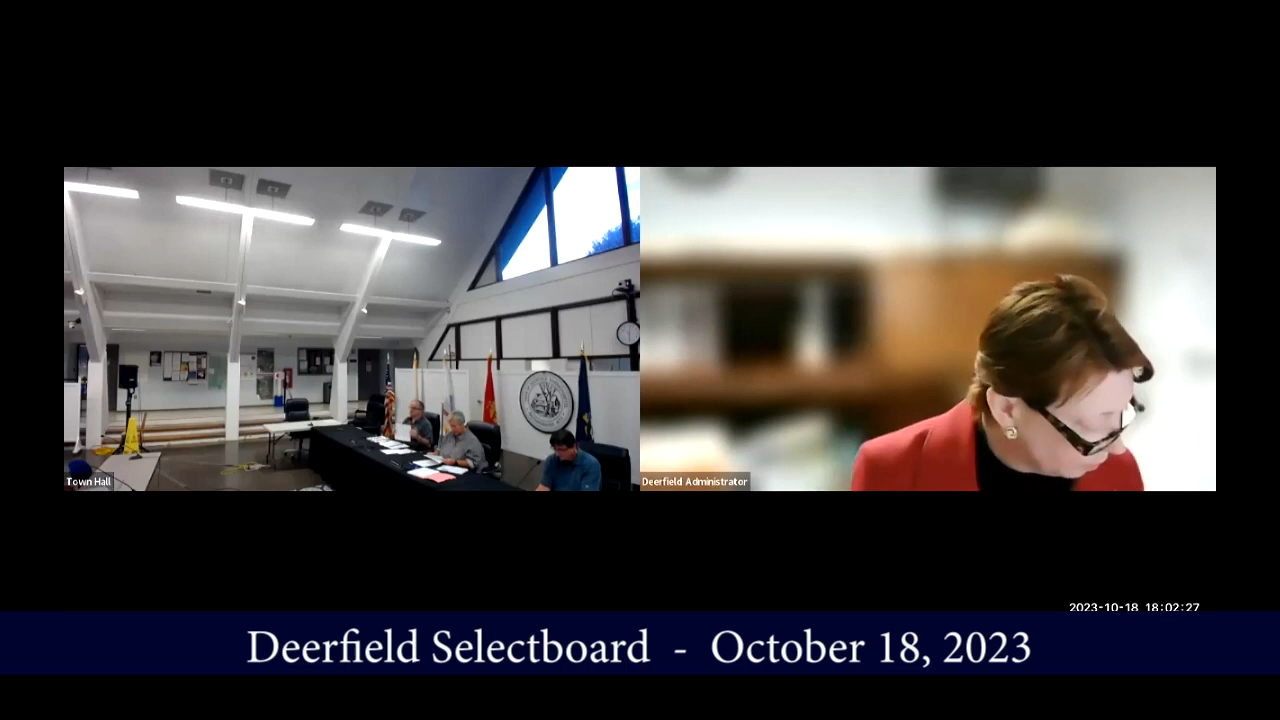 Town Hall
Deerfield Administrator
2023-10-18 18:02:27
Deerfield Selectboard - October 18, 2023